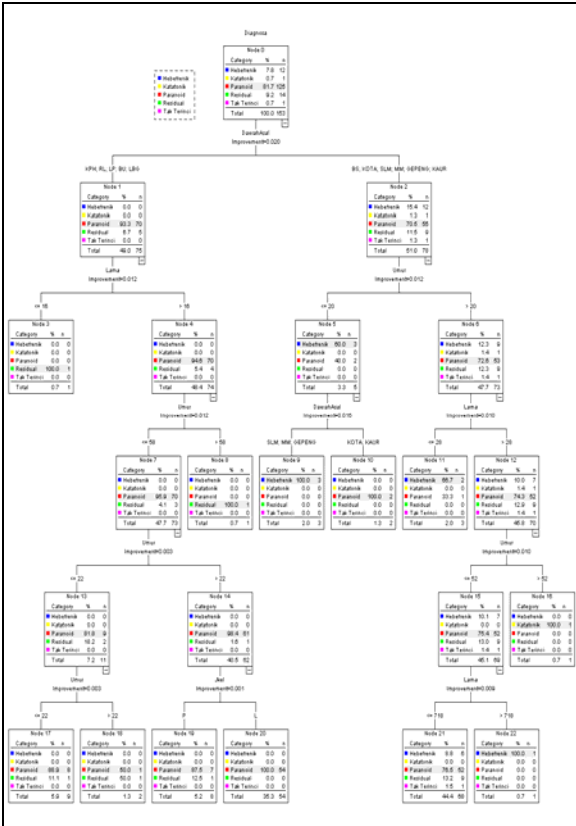 Diagnosa
Node 0
Category % n
Hebefrenik 7.8 12
Katatonik 0.7 1
Paranoid 81.7 125
Residual 9.2 14
Tak Terinci 0.7 1
Total 100.0 153
Hebefrenik
Katatonik
Paranoid
Residual
Tak Terinci
DaerahAsal
Improvement=0.020
KPH; RL; LP; BU; LBG
BS; KOTA; SLM; MM; GEPENG; KAUR
Node 1
Category % n
Hebefrenik 0.0 0
Katatonik 0.0 0
Paranoid 93.3 70
Residual 6.7 5
Tak Terinci 0.0 0
Total 49.0 75
Node 2
Category % n
Hebefrenik 15.4 12
Katatonik 1.3 1
Paranoid 70.5 55
Residual 11.5 9
Tak Terinci 1.3 1
Total 51.0 78
Lama
Improvement=0.012
Umur
Improvement=0.012
<= 16
> 16
<= 20
> 20
Node 3
Category % n
Hebefrenik 0.0 0
Katatonik 0.0 0
Paranoid 0.0 0
Residual 100.0 1
Tak Terinci 0.0 0
Total 0.7 1
Node 4
Category % n
Hebefrenik 0.0 0
Katatonik 0.0 0
Paranoid 94.6 70
Residual 5.4 4
Tak Terinci 0.0 0
Total 48.4 74
Node 5
Category % n
Hebefrenik 60.0 3
Katatonik 0.0 0
Paranoid 40.0 2
Residual 0.0 0
Tak Terinci 0.0 0
Total 3.3 5
Node 6
Category % n
Hebefrenik 12.3 9
Katatonik 1.4 1
Paranoid 72.6 53
Residual 12.3 9
Tak Terinci 1.4 1
Total 47.7 73
Umur
Improvement=0.012
DaerahAsal
Improvement=0.016
Lama
Improvement=0.010
<= 58
> 58
SLM; MM; GEPENG
KOTA; KAUR
<= 28
> 28
Node 7
Category % n
Hebefrenik 0.0 0
Katatonik 0.0 0
Paranoid 95.9 70
Residual 4.1 3
Tak Terinci 0.0 0
Total 47.7 73
Node 8
Category % n
Hebefrenik 0.0 0
Katatonik 0.0 0
Paranoid 0.0 0
Residual 100.0 1
Tak Terinci 0.0 0
Total 0.7 1
Node 9
Category % n
Hebefrenik 100.0 3
Katatonik 0.0 0
Paranoid 0.0 0
Residual 0.0 0
Tak Terinci 0.0 0
Total 2.0 3
Node 10
Category % n
Hebefrenik 0.0 0
Katatonik 0.0 0
Paranoid 100.0 2
Residual 0.0 0
Tak Terinci 0.0 0
Total 1.3 2
Node 11
Category % n
Hebefrenik 66.7 2
Katatonik 0.0 0
Paranoid 33.3 1
Residual 0.0 0
Tak Terinci 0.0 0
Total 2.0 3
Node 12
Category % n
Hebefrenik 10.0 7
Katatonik 1.4 1
Paranoid 74.3 52
Residual 12.9 9
Tak Terinci 1.4 1
Total 45.8 70
Umur
Improvement=0.003
Umur
Improvement=0.010
<= 22
> 22
<= 52
> 52
Node 13
Category % n
Hebefrenik 0.0 0
Katatonik 0.0 0
Paranoid 81.8 9
Residual 18.2 2
Tak Terinci 0.0 0
Total 7.2 11
Node 14
Category % n
Hebefrenik 0.0 0
Katatonik 0.0 0
Paranoid 98.4 61
Residual 1.6 1
Tak Terinci 0.0 0
Total 40.5 62
Node 15
Category % n
Hebefrenik 10.1 7
Katatonik 0.0 0
Paranoid 75.4 52
Residual 13.0 9
Tak Terinci 1.4 1
Total 45.1 69
Node 16
Category % n
Hebefrenik 0.0 0
Katatonik 100.0 1
Paranoid 0.0 0
Residual 0.0 0
Tak Terinci 0.0 0
Total 0.7 1
Umur
Improvement=0.003
Jkel
Improvement=0.001
Lama
Improvement=0.009
<= 22
> 22
P
L
<= 718
> 718
Node 17
Category % n
Hebefrenik 0.0 0
Katatonik 0.0 0
Paranoid 88.9 8
Residual 11.1 1
Tak Terinci 0.0 0
Total 5.9 9
Node 18
Category % n
Hebefrenik 0.0 0
Katatonik 0.0 0
Paranoid 50.0 1
Residual 50.0 1
Tak Terinci 0.0 0
Total 1.3 2
Node 19
Category % n
Hebefrenik 0.0 0
Katatonik 0.0 0
Paranoid 87.5 7
Residual 12.5 1
Tak Terinci 0.0 0
Total 5.2 8
Node 20
Category % n
Hebefrenik 0.0 0
Katatonik 0.0 0
Paranoid 100.0 54
Residual 0.0 0
Tak Terinci 0.0 0
Total 35.3 54
Node 21
Category % n
Hebefrenik 8.8 6
Katatonik 0.0 0
Paranoid 76.5 52
Residual 13.2 9
Tak Terinci 1.5 1
Total 44.4 68
Node 22
Category % n
Hebefrenik 100.0 1
Katatonik 0.0 0
Paranoid 0.0 0
Residual 0.0 0
Tak Terinci 0.0 0
Total 0.7 1